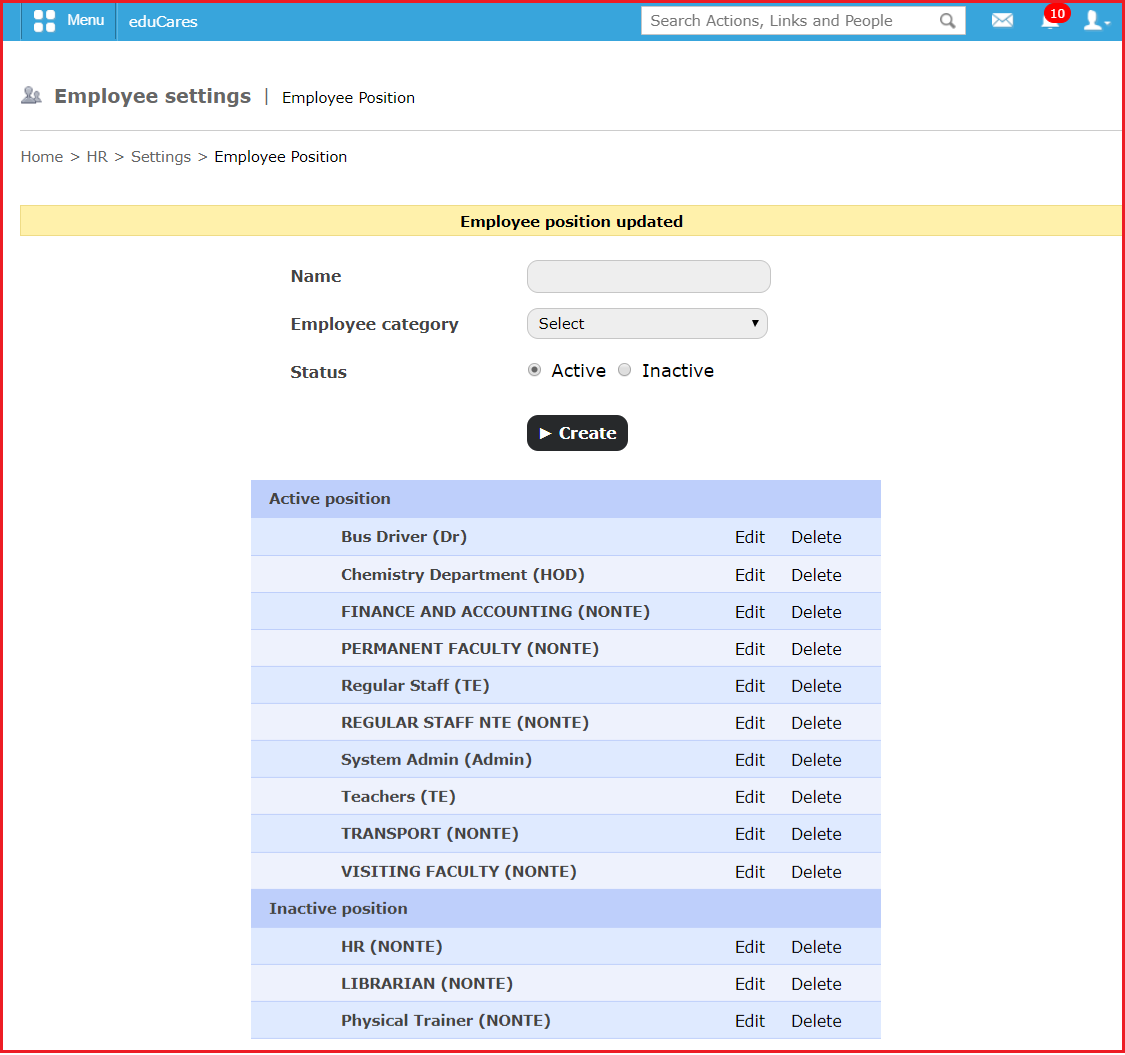 Menu eduCares Search Actions, Links and People 10
Employee settings | Employee Position
Home > HR > Settings > Employee Position
Employee position updated
Name
Employee category Select
Status Active Inactive
Create
Active position
Bus Driver (Dr) Edit Delete
Chemistry Department (HOD) Edit Delete
FINANCE AND ACCOUNTING (NONTE) Edit Delete
PERMANENT FACULTY (NONTE) Edit Delete
Regular Staff (TE) Edit Delete
REGULAR STAFF NTE (NONTE) Edit Delete
System Admin (Admin) Edit Delete
Teachers (TE) Edit Delete
TRANSPORT (NONTE) Edit Delete
VISITING FACULTY (NONTE) Edit Delete
Inactive position
HR (NONTE) Edit Delete
LIBRARIAN (NONTE) Edit Delete
Physical Trainer (NONTE) Edit Delete